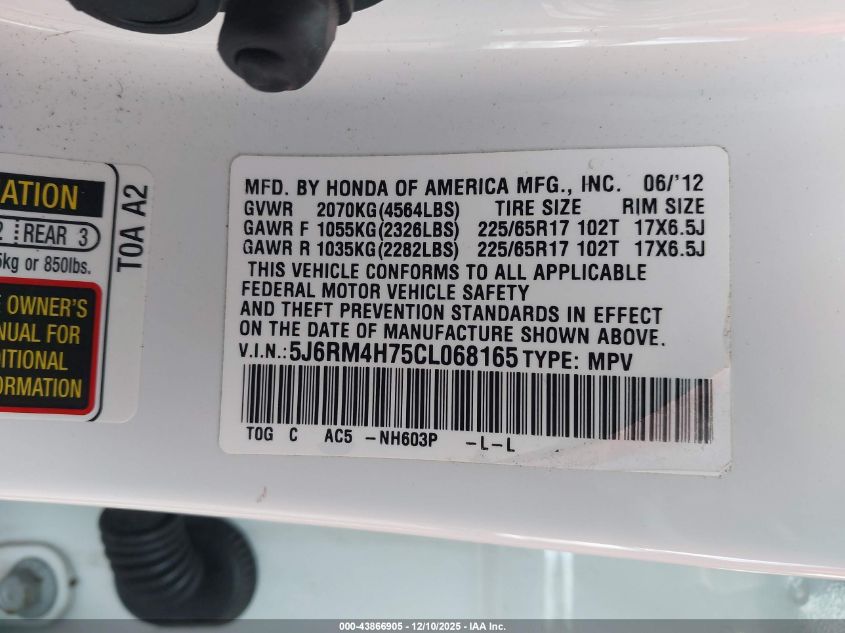 ATION
2 REAR 3
5kg or 850lbs.
E OWNER'S
NUAL FOR
DITIONAL
ORMATION
T0A A2
MFD. BY HONDA OF AMERICA MFG., INC. 06/'12
GVWR 2070KG(4564LBS) TIRE SIZE RIM SIZE
GAWR F 1055KG(2326LBS) 225/65R17 102T 17X6.5J
GAWR R 1035KG(2282LBS) 225/65R17 102T 17X6.5J
THIS VEHICLE CONFORMS TO ALL APPLICABLE
FEDERAL MOTOR VEHICLE SAFETY
AND THEFT PREVENTION STANDARDS IN EFFECT
ON THE DATE OF MANUFACTURE SHOWN ABOVE.
V.I.N.:5J6RM4H75CL068165 TYPE: MPV
T0G C AC5 -NH603P -L-L
000-43866905 - 12/10/2025 - IAA Inc.